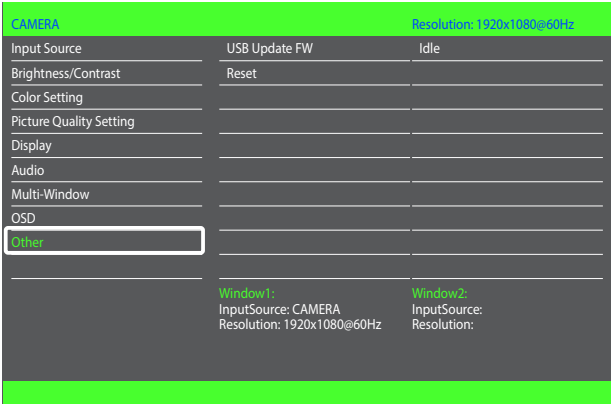 CAMERA Resolution: 1920x1080@60Hz
Input Source USB Update FW Idle
Brightness/Contrast Reset
Color Setting
Picture Quality Setting
Display
Audio
Multi-Window
OSD
Other
Window1: Window2:
InputSource: CAMERA InputSource:
Resolution: 1920x1080@60Hz Resolution: